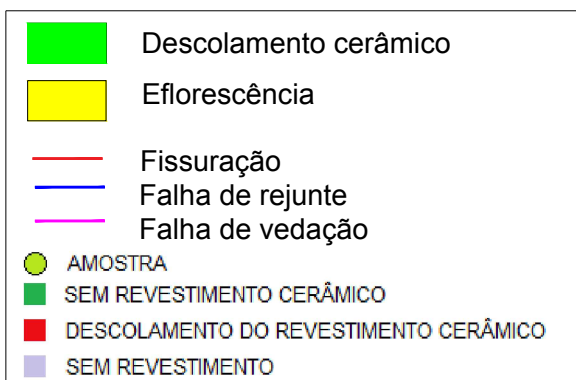 Descolamento cerâmico
Eflorescência
Fissuração
Falha de rejunte
Falha de vedação
AMOSTRA
SEM REVESTIMENTO CERÂMICO
DESCOLAMENTO DO REVESTIMENTO CERÂMICO
SEM REVESTIMENTO